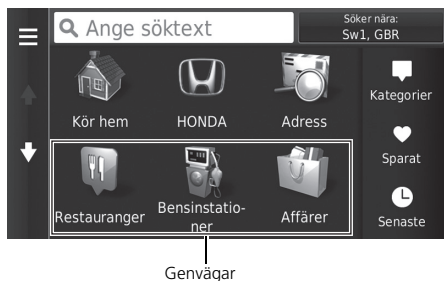 Ange söktext
Söker nära:
Sw1, GBR
Kör hem
HONDA
Adress
Kategorier
Restauranger
Bensinstatio-
ner
Affärer
Sparat
Senaste
Genvägar